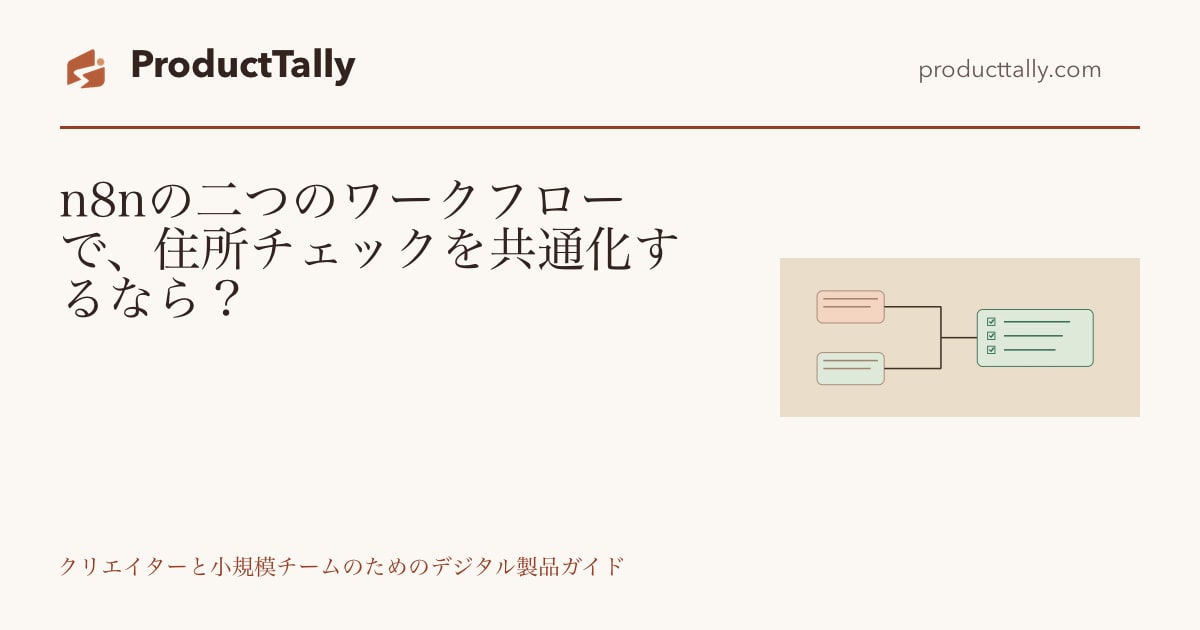 ProductTally
producttally.com
n8nの二つのワークフロー
で、住所チェックを共通化す
るなら？
クリエイターと小規模チームのためのデジタル製品ガイド